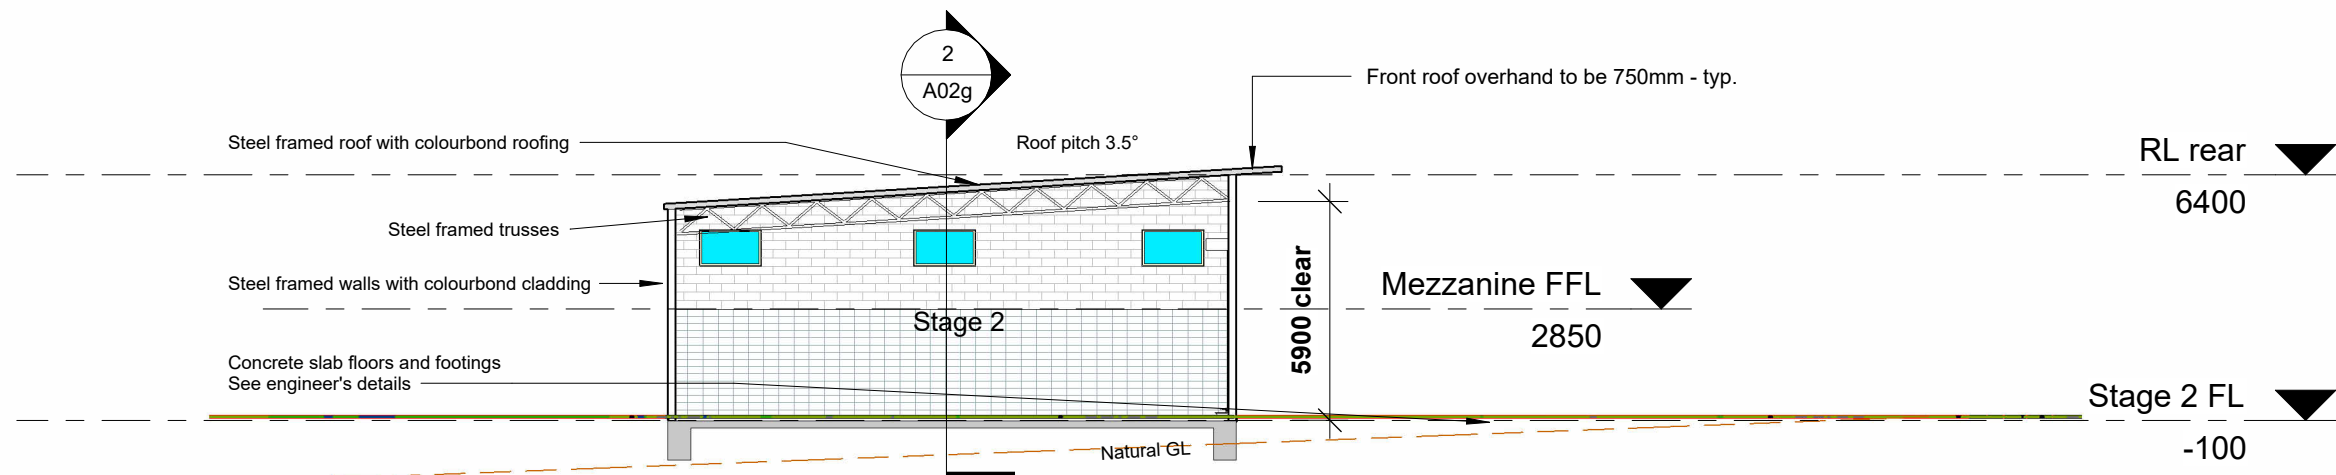 2
A02g
Front roof overhand to be 750mm - typ.
Steel framed roof with colourbond roofing
Roof pitch 3.5°
RL rear
6400
Steel framed trusses
Steel framed walls with colourbond cladding
5900 clear
Mezzanine FFL
2850
Stage 2
Concrete slab floors and footings
See engineer's details
Stage 2 FL
-100
Natural GL